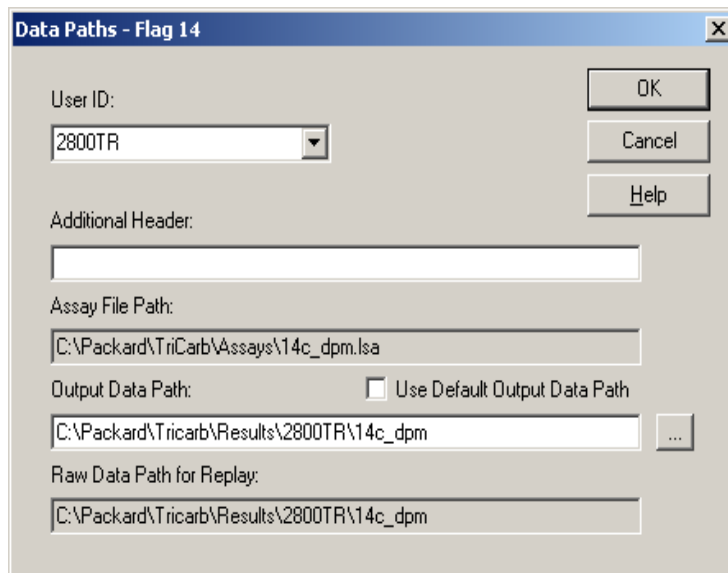 Data Paths - Flag 14
User ID:
OK
2800TR
Cancel
Help
Additional Header:
Assay File Path:
C:\Packard\TriCarb\Assays\14c_dpm.lsa
Output Data Path:
Use Default Output Data Path
C:\Packard\Tricarb\Results\2800TR\14c_dpm
...
Raw Data Path for Replay:
C:\Packard\Tricarb\Results\2800TR\14c_dpm